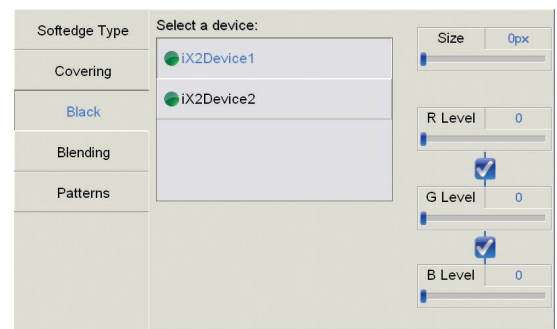 Softedge Type
Covering
Black
Blending
Patterns
Select a device:
iX2Device1
iX2Device2
Size 0px
R Level 0
G Level 0
B Level 0